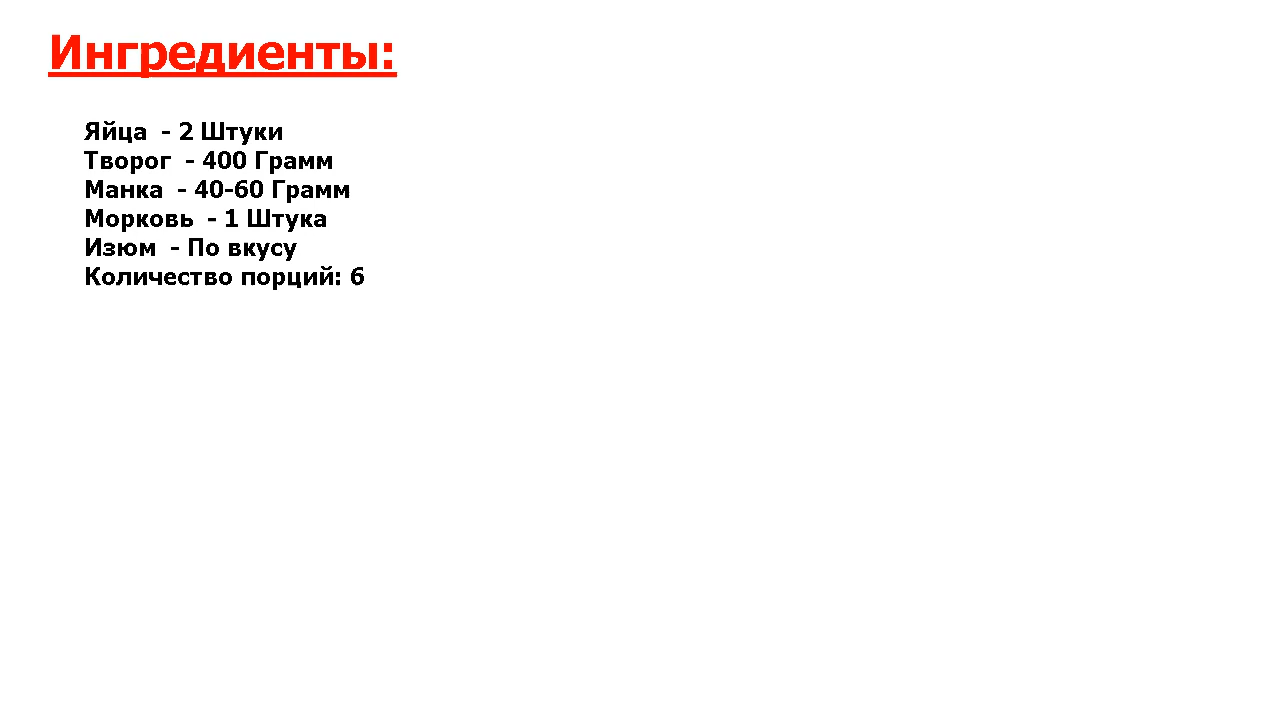 Ингредиенты:
Яйца  - 2 Штуки
Творог  - 400 Грамм
Манка  - 40-60 Грамм
Морковь  - 1 Штука
Изюм  - По вкусу
Количество порций: 6